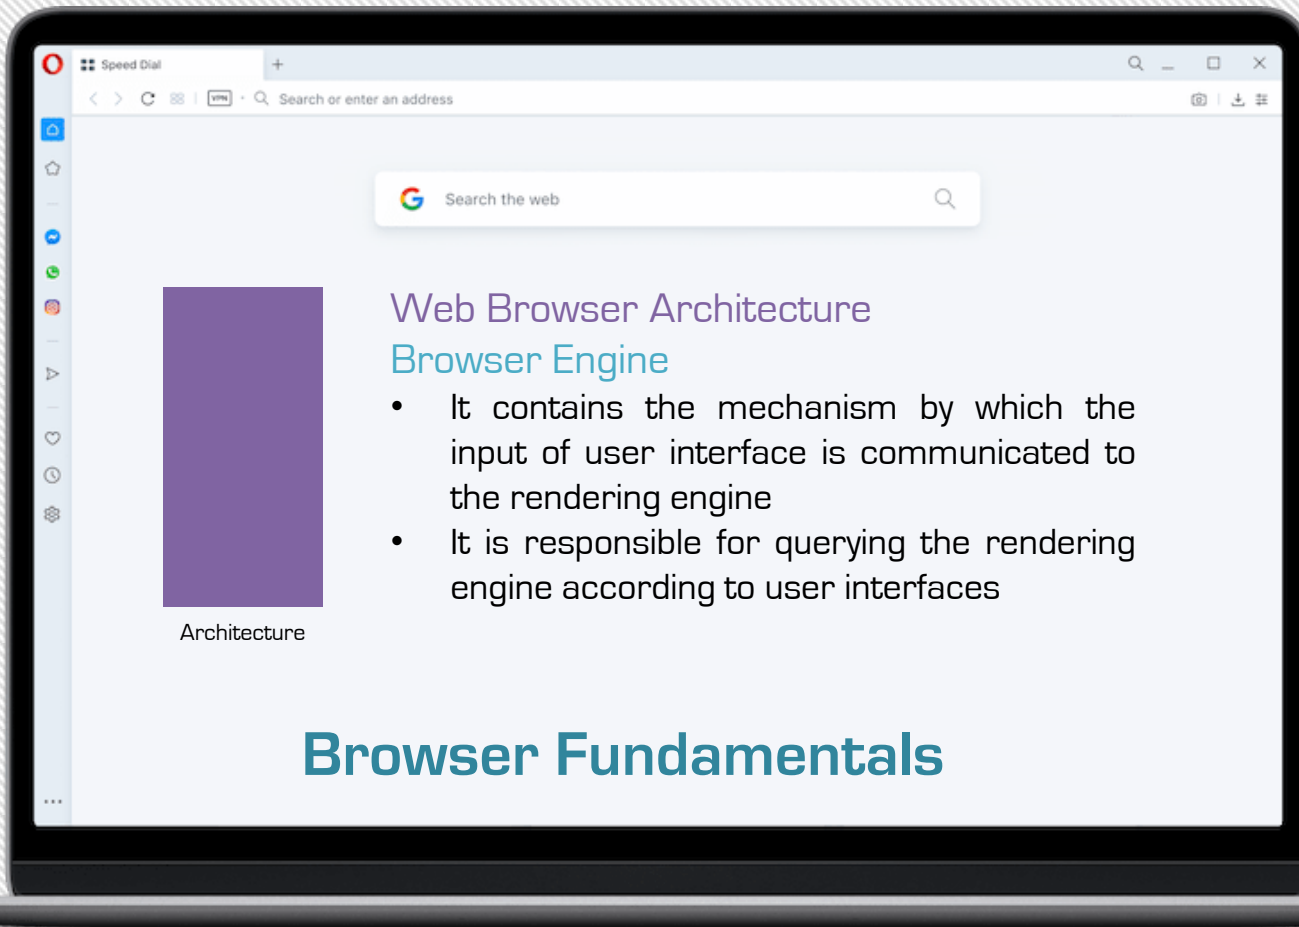 Speed Dial
VPN
Search or enter an address
Search the web
Web Browser Architecture
Browser Engine
• It contains the mechanism by which the
input of user interface is communicated to
the rendering engine
• It is responsible for querying the rendering
engine according to user interfaces
Architecture
Browser Fundamentals